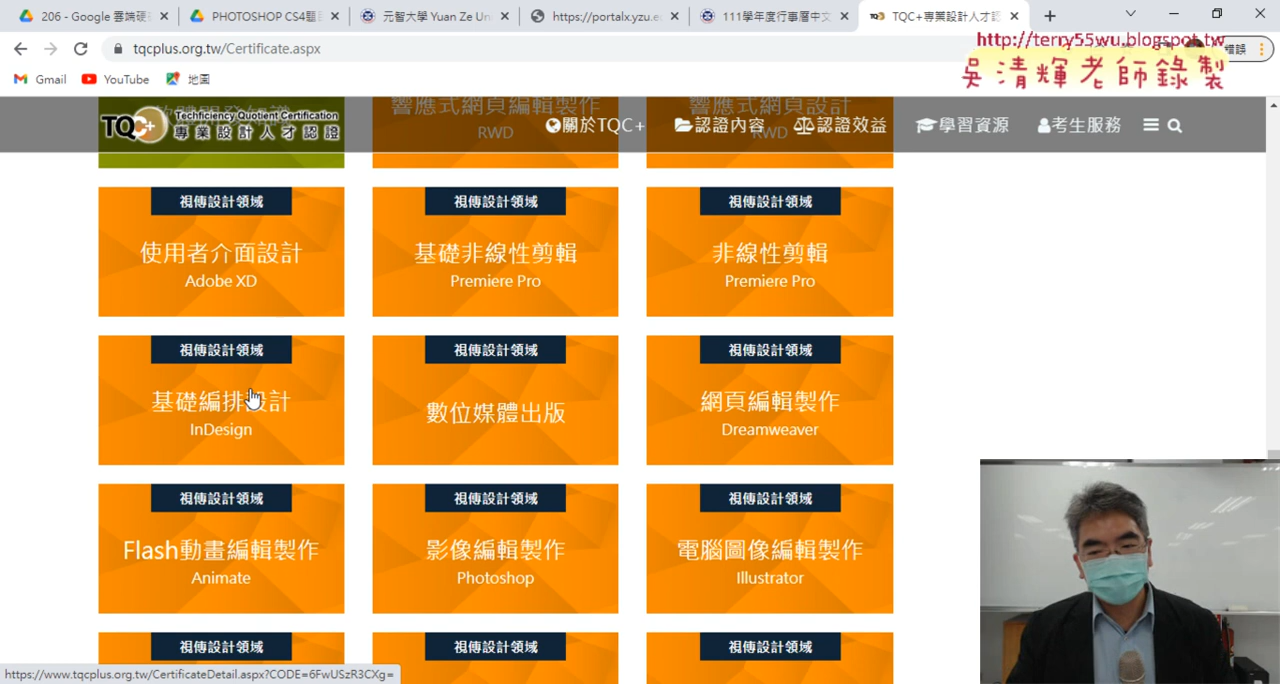 206 - Google 雲端硬
PHOTOSHOP CS4題
元智大學 Yuan Ze Un
https://portalx.yzu.e
111學年度行事曆中文
TQC+專業設計人才認
tqcplus.org.tw/Certificate.aspx
http://terry55wu.blogspot.tw
吳清輝老師錄製
錯誤
Gmail
YouTube
地圖
響應式網頁編輯製作
RWD
響應式網頁設計
RWD
TQC+
Techficiency Quotient Certification
專業設計人才認證
關於TQC+
認證內容
認證效益
學習資源
考生服務
視傳設計領域
使用者介面設計
Adobe XD
視傳設計領域
基礎非線性剪輯
Premiere Pro
視傳設計領域
非線性剪輯
Premiere Pro
視傳設計領域
基礎編排設計
InDesign
視傳設計領域
數位媒體出版
視傳設計領域
網頁編輯製作
Dreamweaver
視傳設計領域
Flash動畫編輯製作
Animate
視傳設計領域
影像編輯製作
Photoshop
視傳設計領域
電腦圖像編輯製作
Illustrator
視傳設計領域
視傳設計領域
視傳設計領域
https://www.tqcplus.org.tw/CertificateDetail.aspx?CODE=6FwUSzR3CXg=